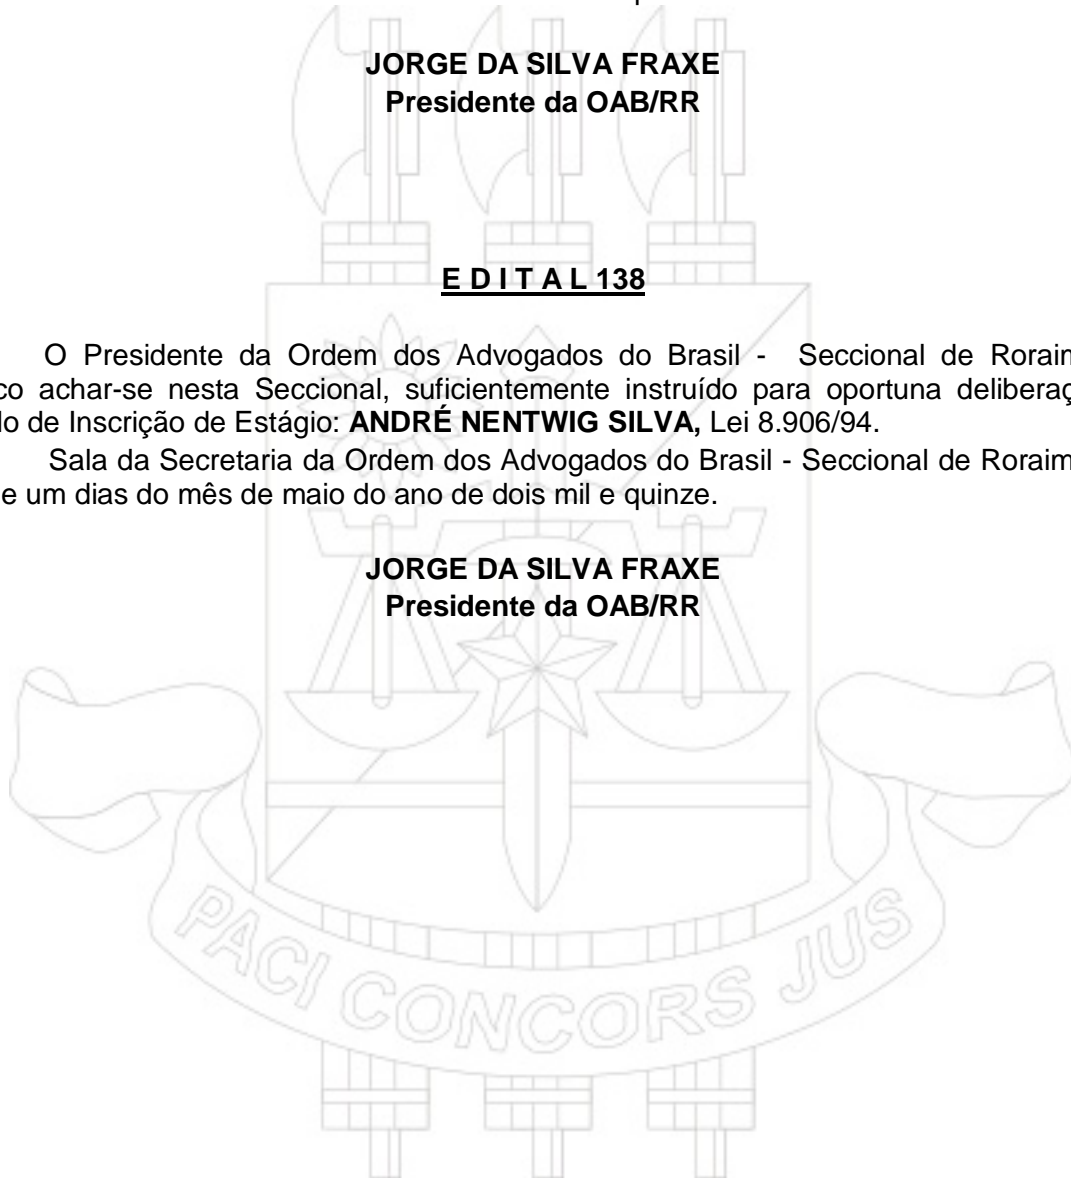 JORGE DA SILVA FRAXE
Presidente da OAB/RR
E D I T A L 138
O Presidente da Ordem dos Advogados do Brasil - Seccional de Roraim
co achar-se nesta Seccional, suficientemente instruído para oportuna deliberaç
lo de Inscrição de Estágio: ANDRÉ NENTWIG SILVA, Lei 8.906/94.
Sala da Secretaria da Ordem dos Advogados do Brasil - Seccional de Roraim
e um dias do mês de maio do ano de dois mil e quinze.
JORGE DA SILVA FRAXE
Presidente da OAB/RR
PACI CONCORS JUS